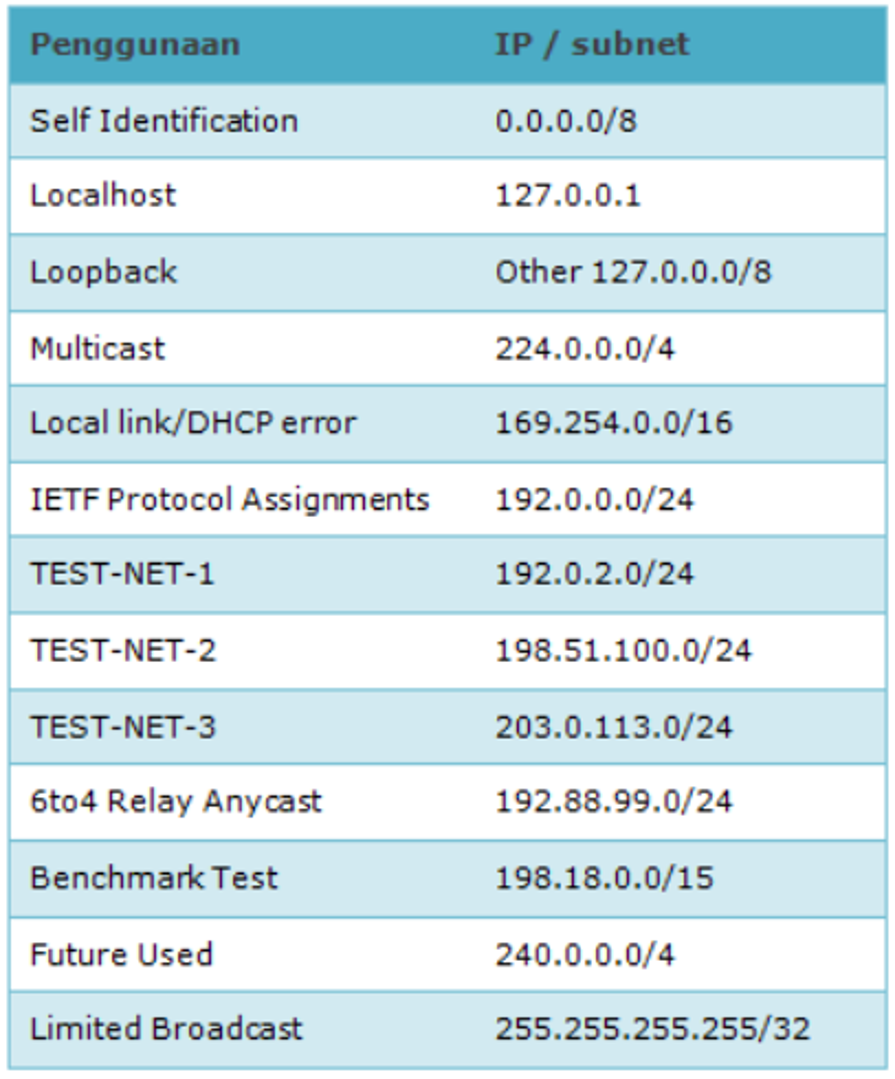 Penggunaan IP / subnet
Self Identification 0.0.0.0/8
Localhost 127.0.0.1
Loopback Other 127.0.0.0/8
Multicast 224.0.0.0/4
Local link/DHCP error 169.254.0.0/16
IETF Protocol Assignments 192.0.0.0/24
TEST-NET-1 192.0.2.0/24
TEST-NET-2 198.51.100.0/24
TEST-NET-3 203.0.113.0/24
6to4 Relay Anycast 192.88.99.0/24
Benchmark Test 198.18.0.0/15
Future Used 240.0.0.0/4
Limited Broadcast 255.255.255.255/32